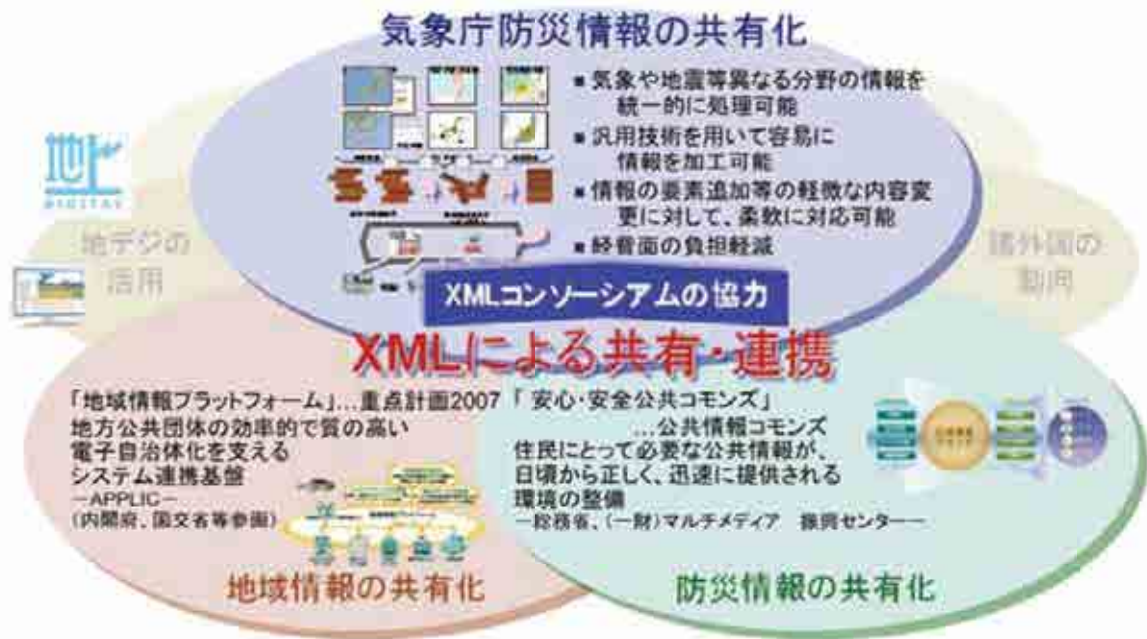 気象庁防災情報の共有化
■ 気象や地震等異なる分野の情報を
統一的に処理可能
■ 汎用技術を用いて容易に
情報を加工可能
■ 情報の要素追加等の軽微な内容変
更に対して、柔軟に対応可能
■ 経費面の負担軽減
地上
DIGITAL
地デジの
活用
諸外国の
動向
XMLコンソーシアムの協力
XMLによる共有・連携
「地域情報プラットフォーム」…重点計画2007
地方公共団体の効率的で質の高い
電子自治体化を支える
システム連携基盤
－APPLIC－
(内閣府、国交省等参画)
地域情報の共有化
「安心・安全公共コモンズ」
…公共情報コモンズ
住民にとって必要な公共情報が、
日頃から正しく、迅速に提供される
環境の整備
－総務省、(一財)マルチメディア 振興センター－
防災情報の共有化